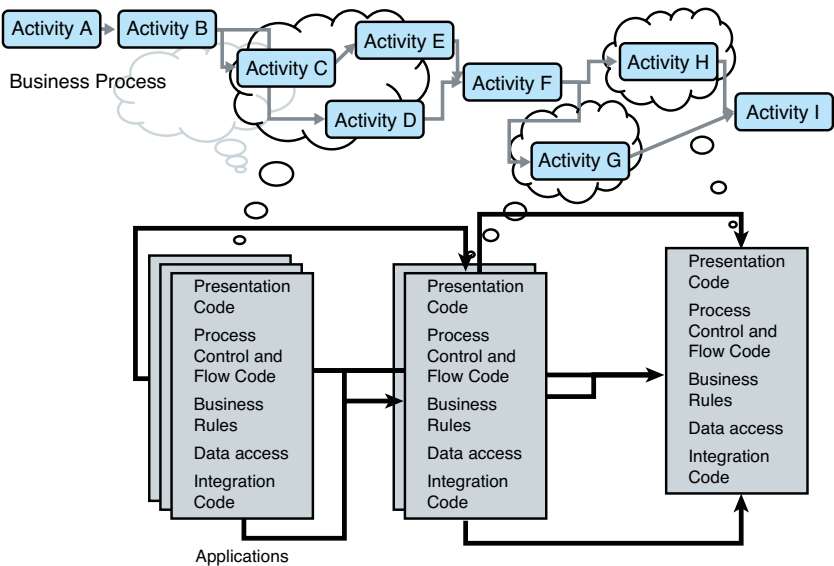 Activity A
Activity B
Activity C
Activity E
Activity D
Activity F
Activity H
Activity G
Activity I
Business Process
Presentation
Code
Process
Control and
Flow Code
Business
Rules
Data access
Integration
Code
Presentation
Code
Process
Control and
Flow Code
Business
Rules
Data access
Integration
Code
Presentation
Code
Process
Control and
Flow Code
Business
Rules
Data access
Integration
Code
Applications